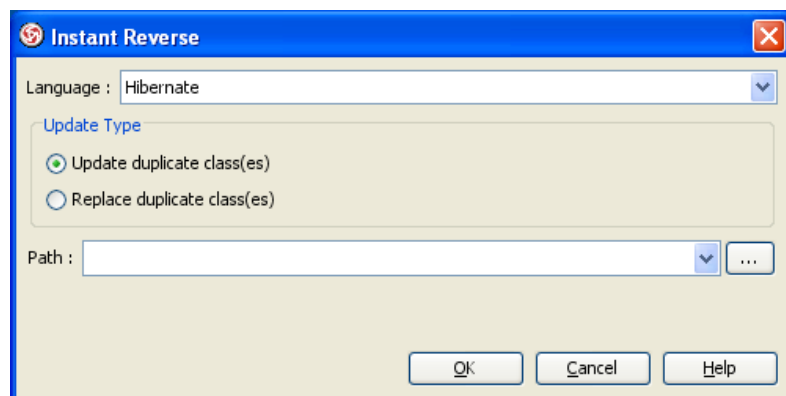 Instant Reverse
Language : Hibernate
Update Type
Update duplicate class(es)
Replace duplicate class(es)
Path :
...
OK Cancel Help